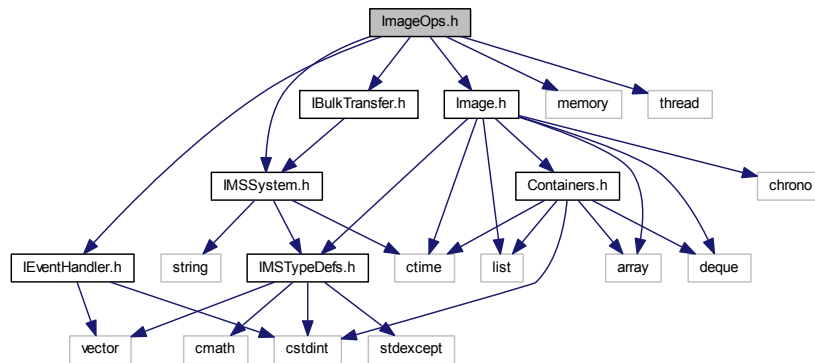 ImageOps.h
IBulkTransfer.h
Image.h
memory
thread
IMSSystem.h
Containers.h
chrono
IEventHandler.h
string
IMSTypeDefs.h
ctime
list
array
deque
vector
cmath
cstdint
stdexcept